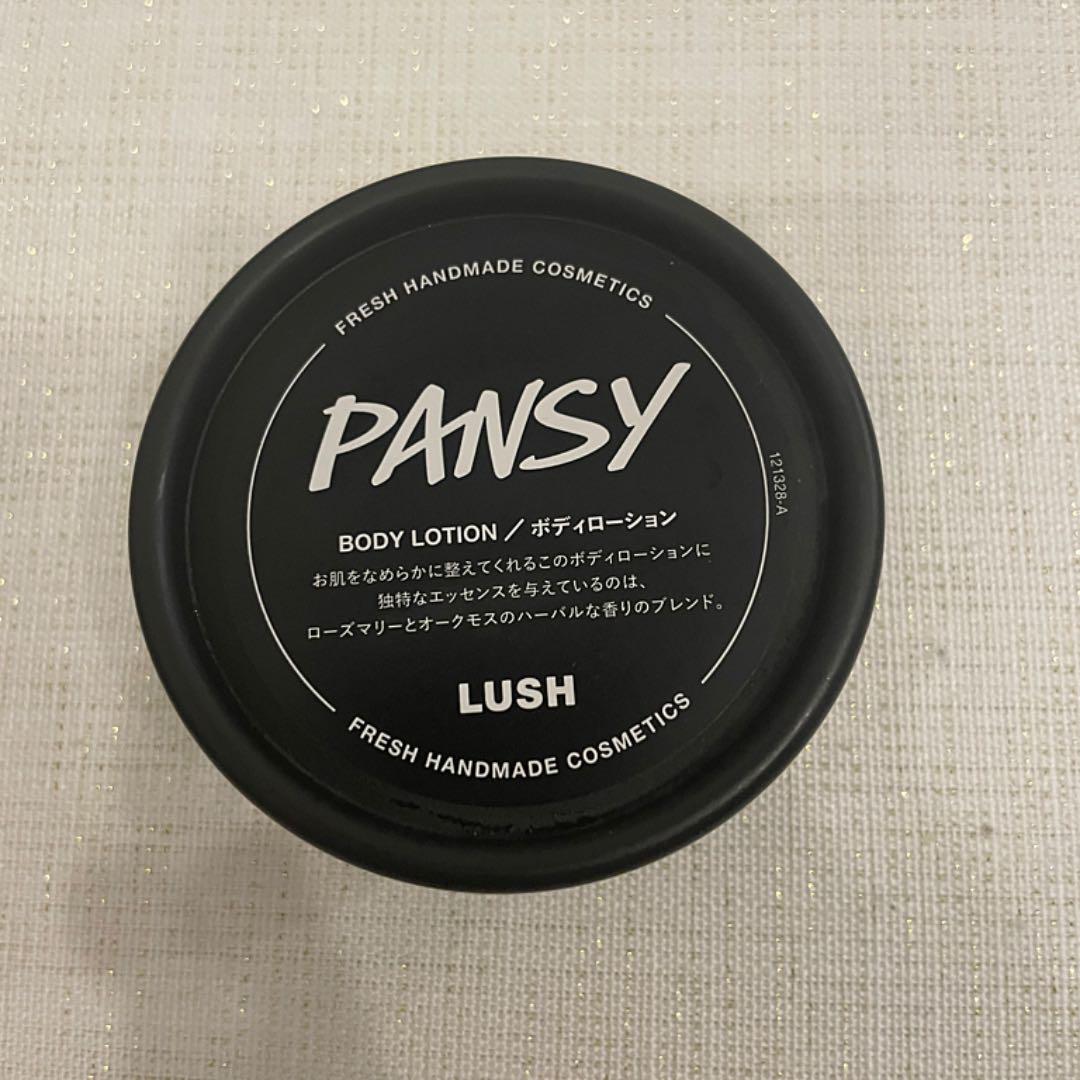 FRESH HANDMADE COSMETICS
PANSY
121328-A
BODY LOTION／ボディローション
お肌をなめらかに整えてくれるこのボディローションに
独特なエッセンスを与えているのは、
ローズマリーとオークモスのハーバルな香りのブレンド。
LUSH
FRESH HANDMADE COSMETICS